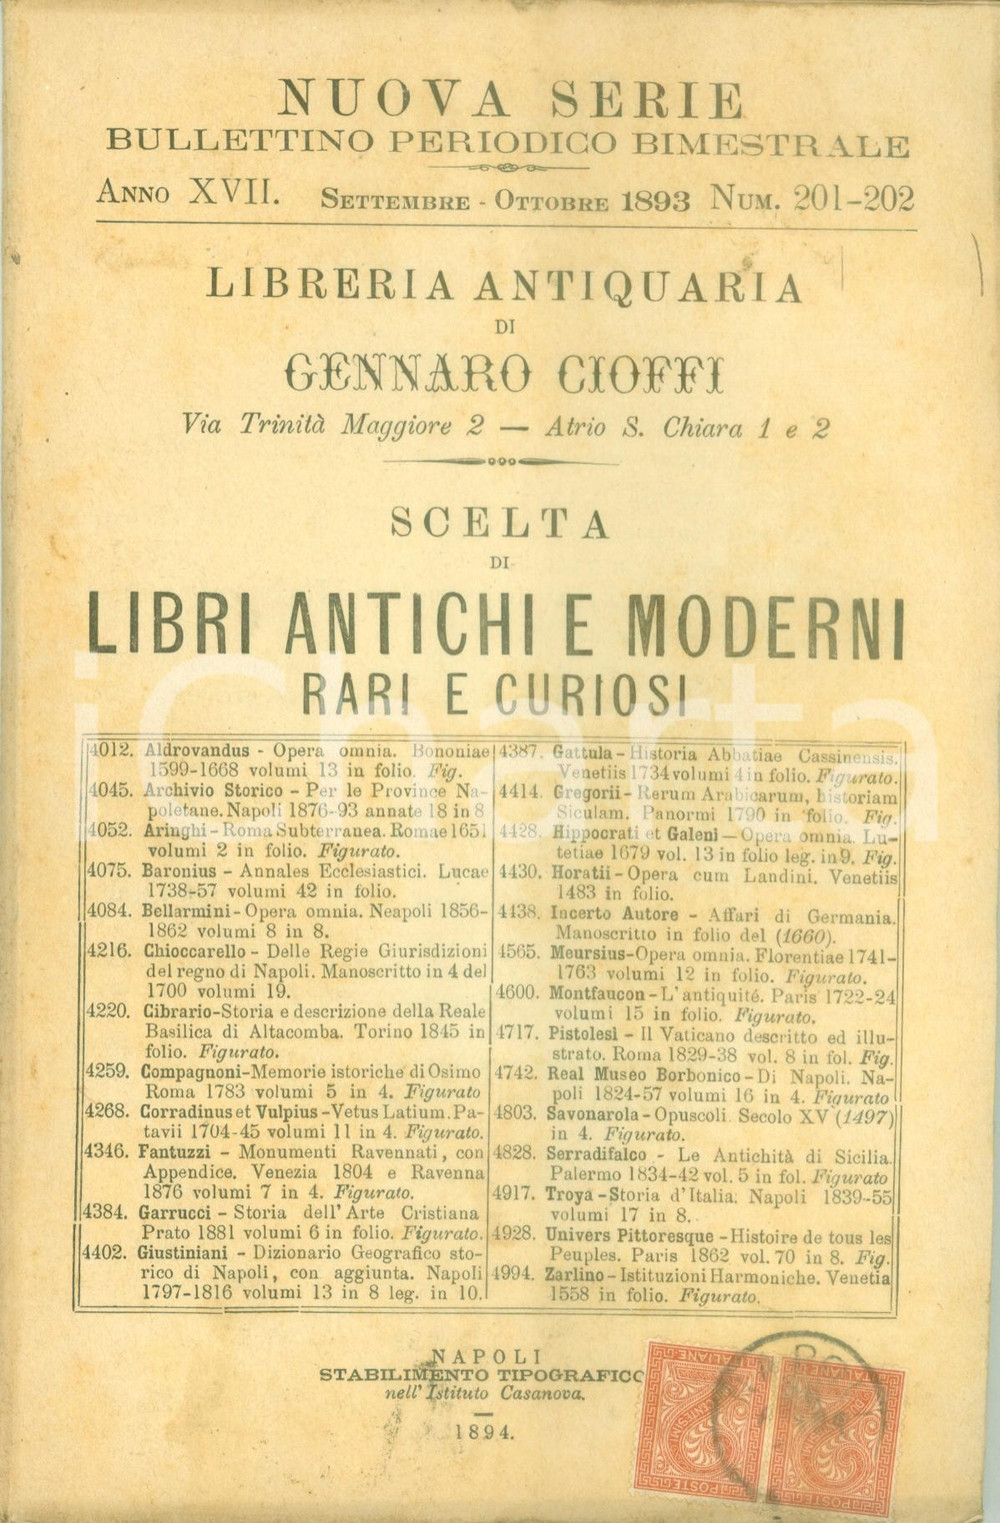 NUOVA SERIE
BULLETTINO PERIODICO BIMESTRALE
ANNO XVII. SETTEMBRE - OTTOBRE 1893 NUM. 201-202
LIBRERIA ANTIQUARIA
DI
GENNARO CIOFFI
Via Trinità Maggiore 2 — Atrio S. Chiara 1 e 2
SCELTA
DI
LIBRI ANTICHI E MODERNI
RARI E CURIOSI
4012. Aldrovandus - Opera omnia. Bononiae
1599-1668 volumi 13 in folio. Fig.
4045. Archivio Storico - Per le Province Na-
poletane. Napoli 1876-93 annate 18 in 8
4052. Aringhi - Roma Subterranea. Romae 1651
volumi 2 in folio. Figurato.
4075. Baronius - Annales Ecclesiastici. Lucae
1738-57 volumi 42 in folio.
4084. Bellarmini - Opera omnia. Neapoli 1856-
1862 volumi 8 in 8.
4216. Chioccarello - Delle Regie Giurisdizioni
del regno di Napoli. Manoscritto in 4 del
1700 volumi 19.
4220. Cibrario-Storia e descrizione della Reale
Basilica di Altacomba. Torino 1845 in
folio. Figurato.
4259. Compagnoni-Memorie istoriche di Osimo
Roma 1783 volumi 5 in 4. Figurato
4268. Corradinus et Vulpius-Vetus Latium. Pa-
tavii 1704-45 volumi 11 in 4. Figurato.
4346. Fantuzzi - Monumenti Ravennati, con
Appendice. Venezia 1804 e Ravenna
1876 volumi 7 in 4. Figurato.
4384. Garrucci - Storia dell' Arte Cristiana
Prato 1881 volumi 6 in folio. Figurato.
4402. Giustiniani - Dizionario Geografico sto-
rico di Napoli, con aggiunta. Napoli
1797-1816 volumi 13 in 8 leg. in 10.
4387. Gattula - Historia Abbatiae Cassinensis.
Venetiis 1734 volumi 4 in folio. Figurato.
4414. Gregorii - Rerum Arabicarum, historiam
Siculam. Panormi 1790 in folio. Fig.
4428. Hippocrati et Galeni — Opera omnia. Lu-
tetiae 1679 vol. 13 in folio leg. in 9. Fig.
4430. Horatii - Opera cum Landini. Venetiis
1483 in folio.
4438. Incerto Autore - Affari di Germania.
Manoscritto in folio del (1660).
4565. Meursius-Opera omnia. Florentiae 1741-
1763 volumi 12 in folio. Figurato.
4600. Montfaucon - L' antiquité. Paris 1722-24
volumi 15 in folio. Figurato.
4717. Pistolesi - Il Vaticano descritto ed illu-
strato. Roma 1829-38 vol. 8 in fol. Fig.
4742. Real Museo Borbonico - Di Napoli. Na-
poli 1824-57 volumi 16 in 4. Figurato
4803. Savonarola - Opuscoli. Secolo XV (1497)
in 4. Figurato.
4828. Serradifalco - Le Antichità di Sicilia.
Palermo 1834-42 vol. 5 in fol. Figurato
4917. Troya - Storia d' Italia. Napoli 1839-55
volumi 17 in 8.
4928. Univers Pittoresque - Histoire de tous les
Peuples. Paris 1862 vol. 70 in 8. Fig.
4994. Zarlino - Istituzioni Harmoniche. Venetia
1558 in folio. Figurato.
NAPOLI
STABILIMENTO TIPOGRAFICO
nell' Istituto Casanova.
1894.